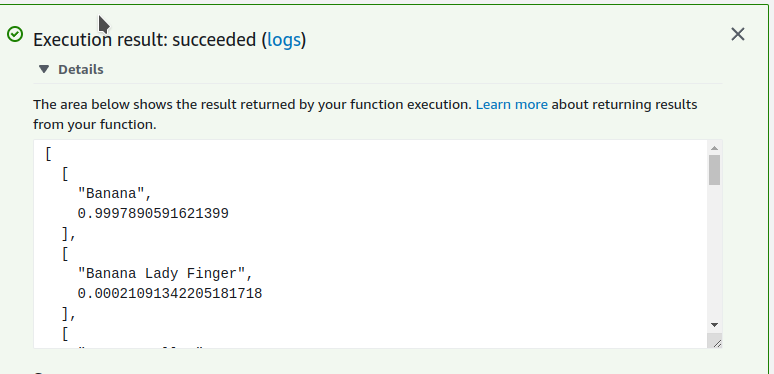 Execution result: succeeded (logs)
Details
The area below shows the result returned by your function execution. Learn more about returning results
from your function.
[
[
"Banana",
0.9997890591621399
],
[
"Banana Lady Finger",
0.00021091342205181718
],
[